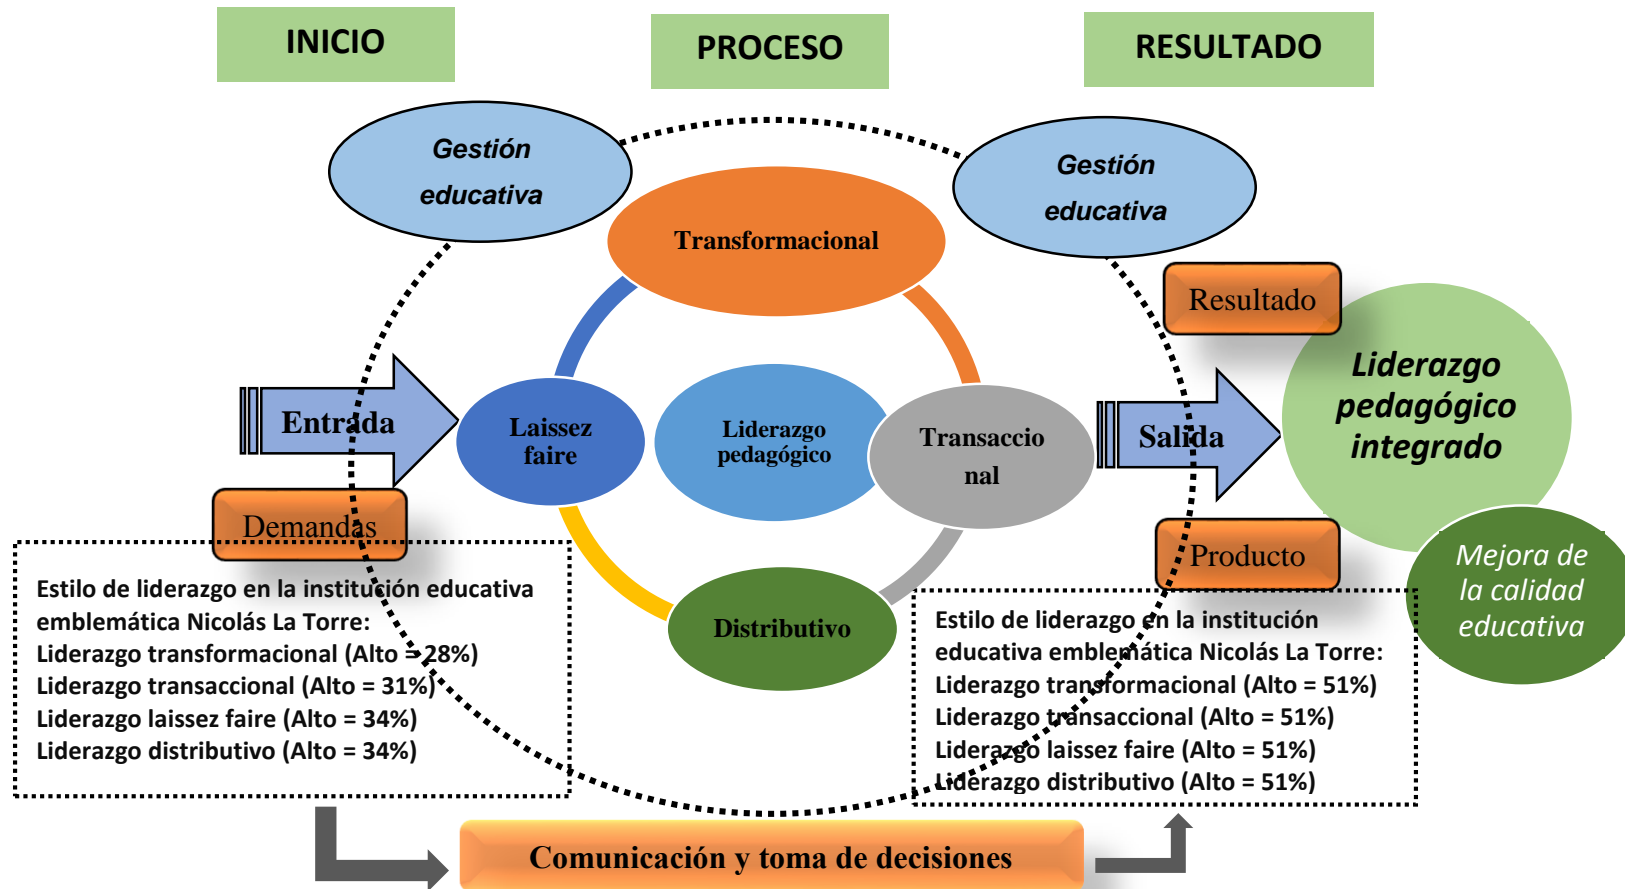 INICIO
PROCESO
RESULTADO
Gestión
educativa
Gestión
educativa
Transformacional
Resultado
Liderazgo
pedagógico
integrado
Entrada
Laissez
faire
Liderazgo
pedagógico
Transaccio
nal
Salida
Demandas
Producto
Mejora de
la calidad
educativa
Distributivo
Estilo de liderazgo en la institución educativa
emblemática Nicolás La Torre:
Liderazgo transformacional (Alto = 28%)
Liderazgo transaccional (Alto = 31%)
Liderazgo laissez faire (Alto = 34%)
Liderazgo distributivo (Alto = 34%)
Estilo de liderazgo en la institución
educativa emblemática Nicolás La Torre:
Liderazgo transformacional (Alto = 51%)
Liderazgo transaccional (Alto = 51%)
Liderazgo laissez faire (Alto = 51%)
Liderazgo distributivo (Alto = 51%)
Comunicación y toma de decisiones